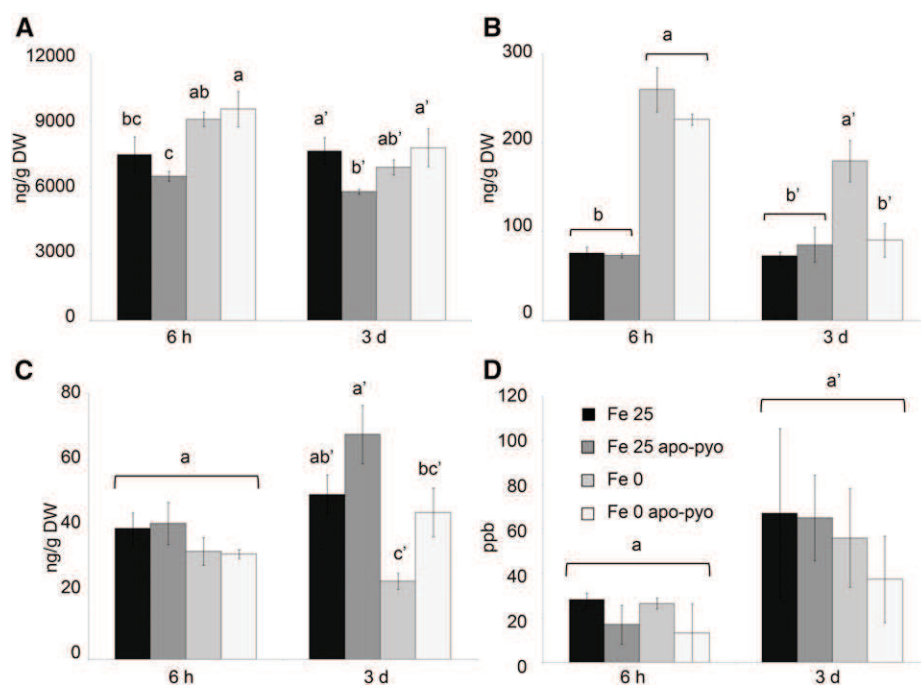 A
12000
9000
6000
3000
0
ng/g DW
bc
c
ab
a
a’
b’
ab’
a’
6 h
3 d
B
300
200
100
0
ng/g DW
b
a
b’
a’
b’
6 h
3 d
C
80
60
40
20
0
ng/g DW
a
ab’
a’
c’
bc’
6 h
3 d
D
120
100
80
60
40
20
0
ppb
Fe 25
Fe 25 apo-pyo
Fe 0
Fe 0 apo-pyo
a
a’
6 h
3 d